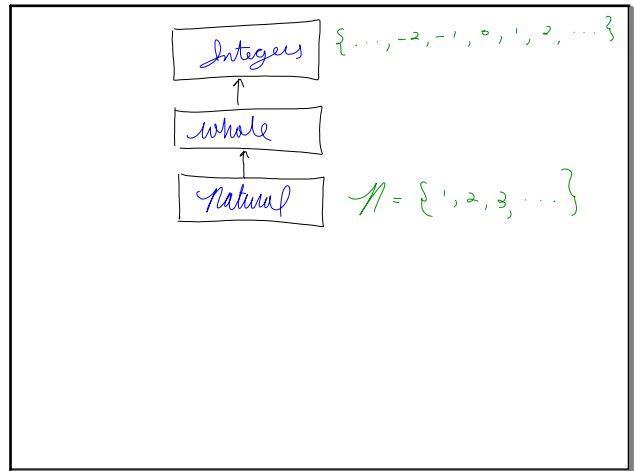 Integers { ..., -2, -1, 0, 1, 2, ... }
whole
Natural N = { 1, 2, 3, .... }